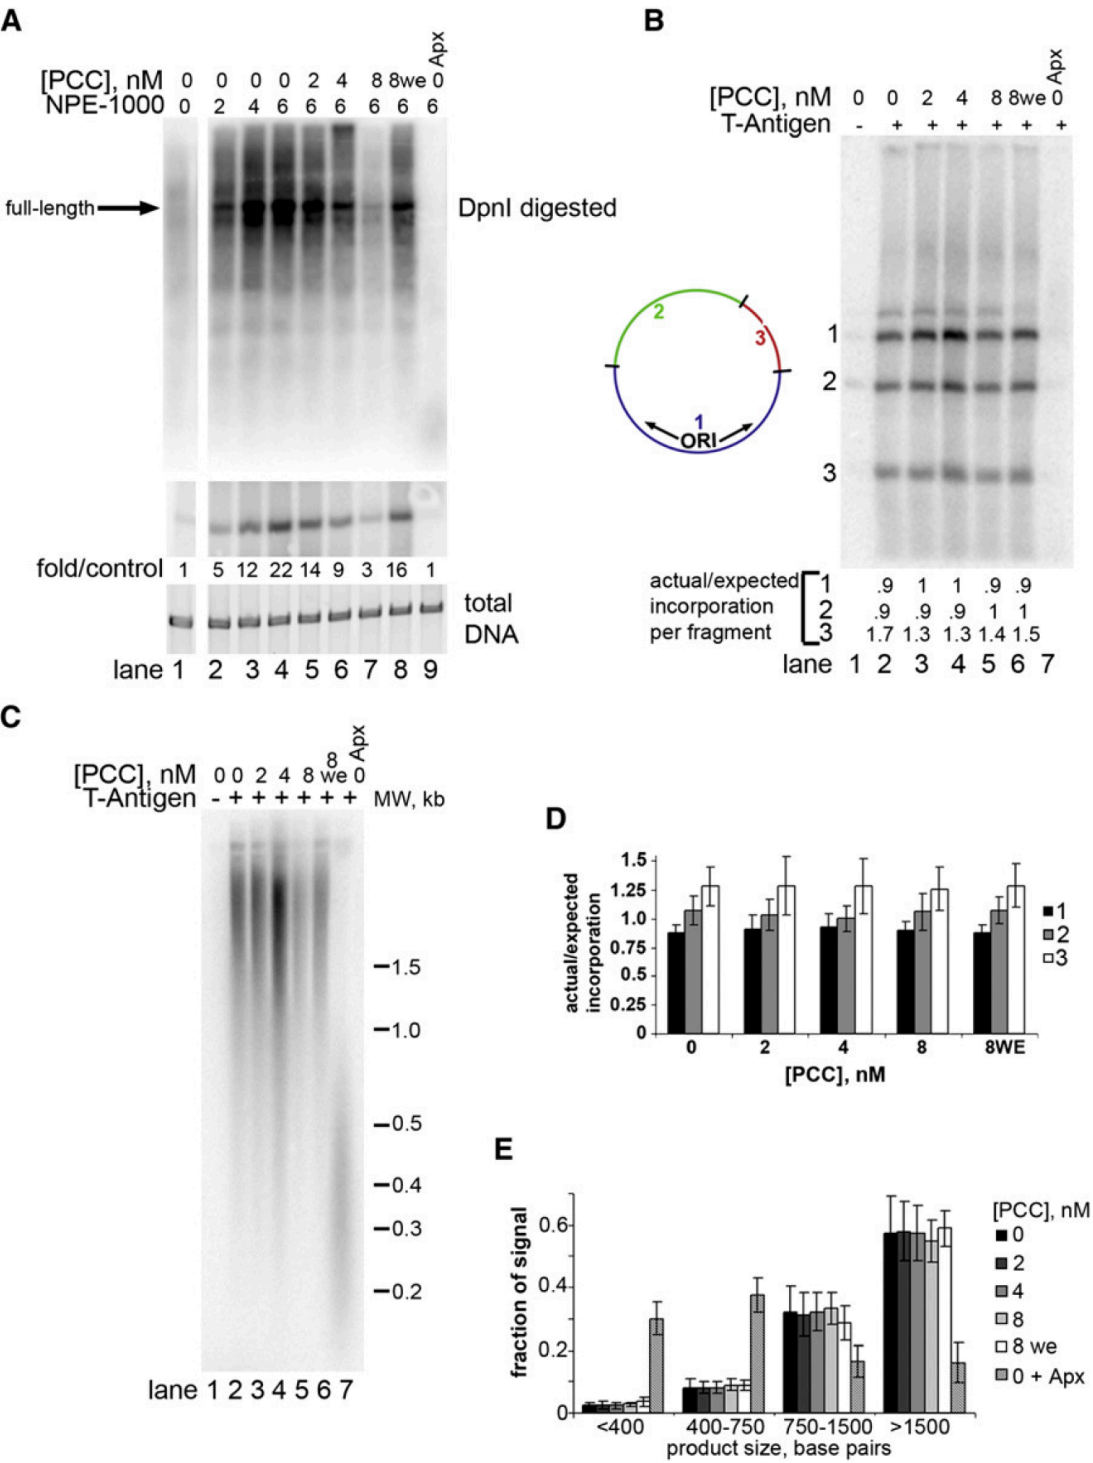 A
Apx
[PCC], nM 0 0 0 0 2 4 8 8we 0
NPE-1000 0 2 4 6 6 6 6 6 6
full-length
DpnI digested
fold/control 1 5 12 22 14 9 3 16 1
total
DNA
lane 1 2 3 4 5 6 7 8 9
B
Apx
[PCC], nM 0 0 2 4 8 8we 0
T-Antigen - + + + + + +
2
3
1
ORI
1
2
3
actual/expected 1 .9 1 1 .9 .9
incorporation 2 .9 .9 .9 1 1
per fragment 3 1.7 1.3 1.3 1.4 1.5
lane 1 2 3 4 5 6 7
C
Apx
8
[PCC], nM 0 0 2 4 8 we 0
T-Antigen - + + + + + + MW, kb
1.5
1.0
0.5
0.4
0.3
0.2
lane 1 2 3 4 5 6 7
D
actual/expected
incorporation
1.5
1.25
1.0
0.75
0.5
0.25
0
0 2 4 8 8WE
[PCC], nM
1
2
3
E
fraction of signal
0.6
0.4
0.2
0
<400 400-750 750-1500 >1500
product size, base pairs
[PCC], nM
0
2
4
8
8 we
0 + Apx